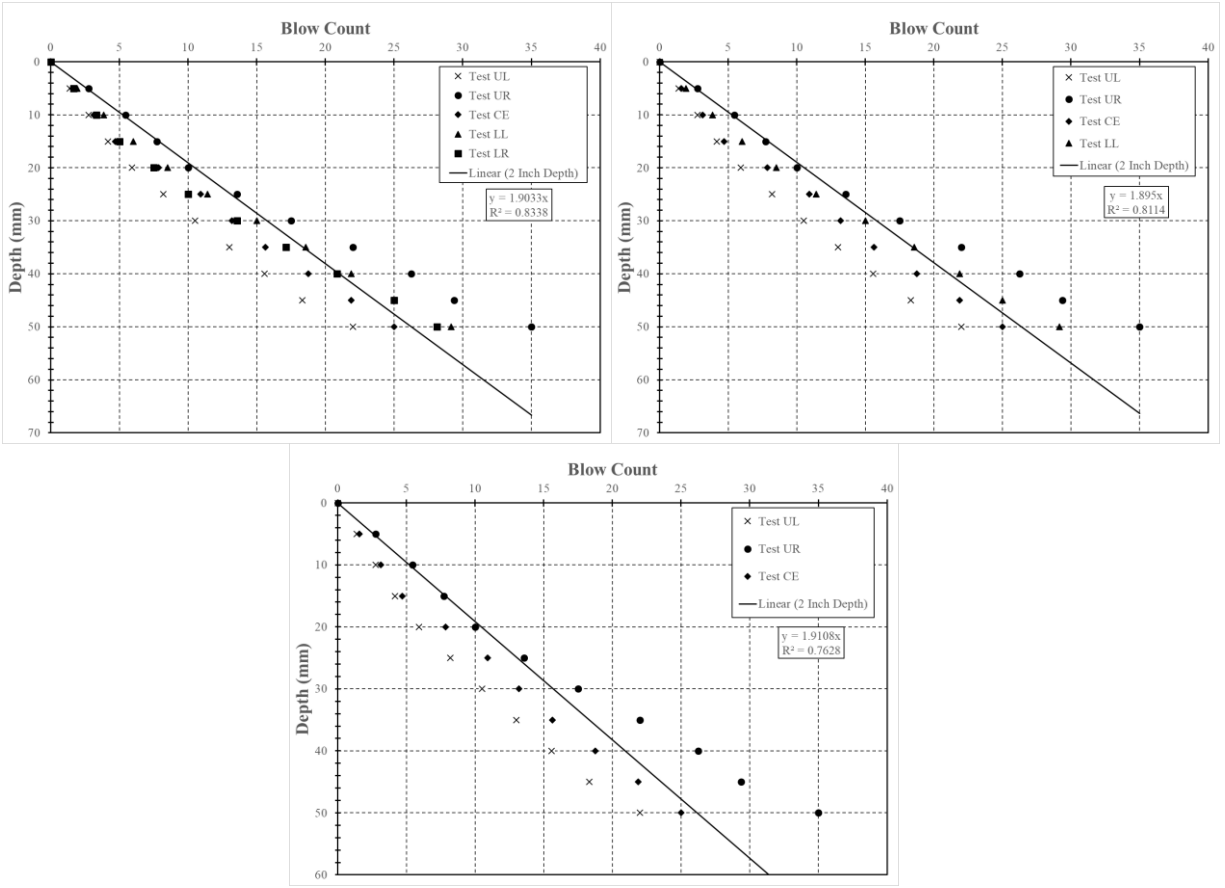 Blow Count
0 5 10 15 20 25 30 35 40
0
10
20
30
40
50
60
70
Depth (mm)
Test UL
Test UR
Test CE
Test LL
Test LR
Linear (2 Inch Depth)
y = 1.9033x
R² = 0.8338
Blow Count
0 5 10 15 20 25 30 35 40
0
10
20
30
40
50
60
70
Depth (mm)
Test UL
Test UR
Test CE
Test LL
Linear (2 Inch Depth)
y = 1.895x
R² = 0.8114
Blow Count
0 5 10 15 20 25 30 35 40
0
10
20
30
40
50
60
Depth (mm)
Test UL
Test UR
Test CE
Linear (2 Inch Depth)
y = 1.9108x
R² = 0.7628